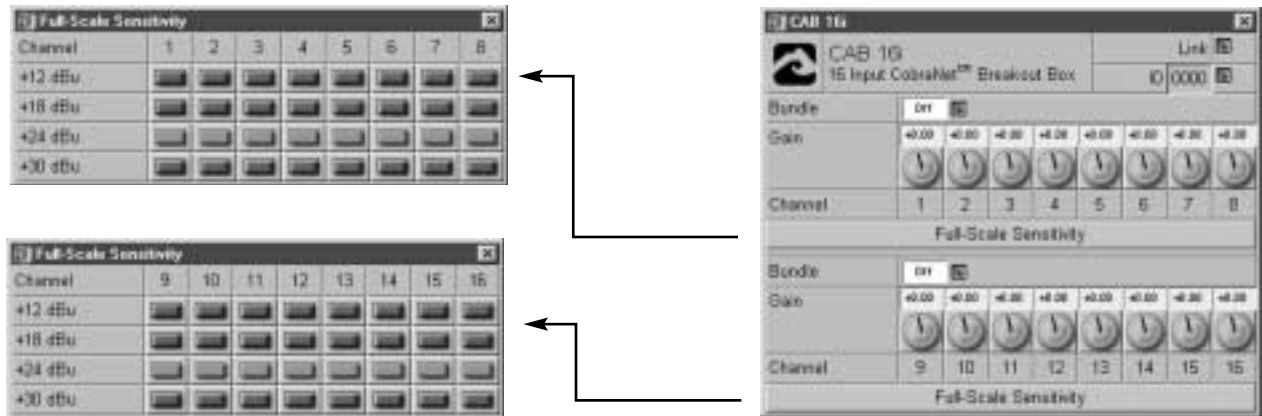 Full-Scale Sensitivity
Channel 1 2 3 4 5 6 7 8
+12 dBu
+18 dBu
+24 dBu
+30 dBu
Full-Scale Sensitivity
Channel 9 10 11 12 13 14 15 16
+12 dBu
+18 dBu
+24 dBu
+30 dBu
CAB 16i
CAB 16i
16 Input CobraNet™ Breakout Box
Link
ID 0000
Bundle Off
Gain +0.00 +0.00 +0.00 +0.00 +0.00 +0.00 +0.00 +0.00
Channel 1 2 3 4 5 6 7 8
Full-Scale Sensitivity
Bundle Off
Gain +0.00 +0.00 +0.00 +0.00 +0.00 +0.00 +0.00 +0.00
Channel 9 10 11 12 13 14 15 16
Full-Scale Sensitivity